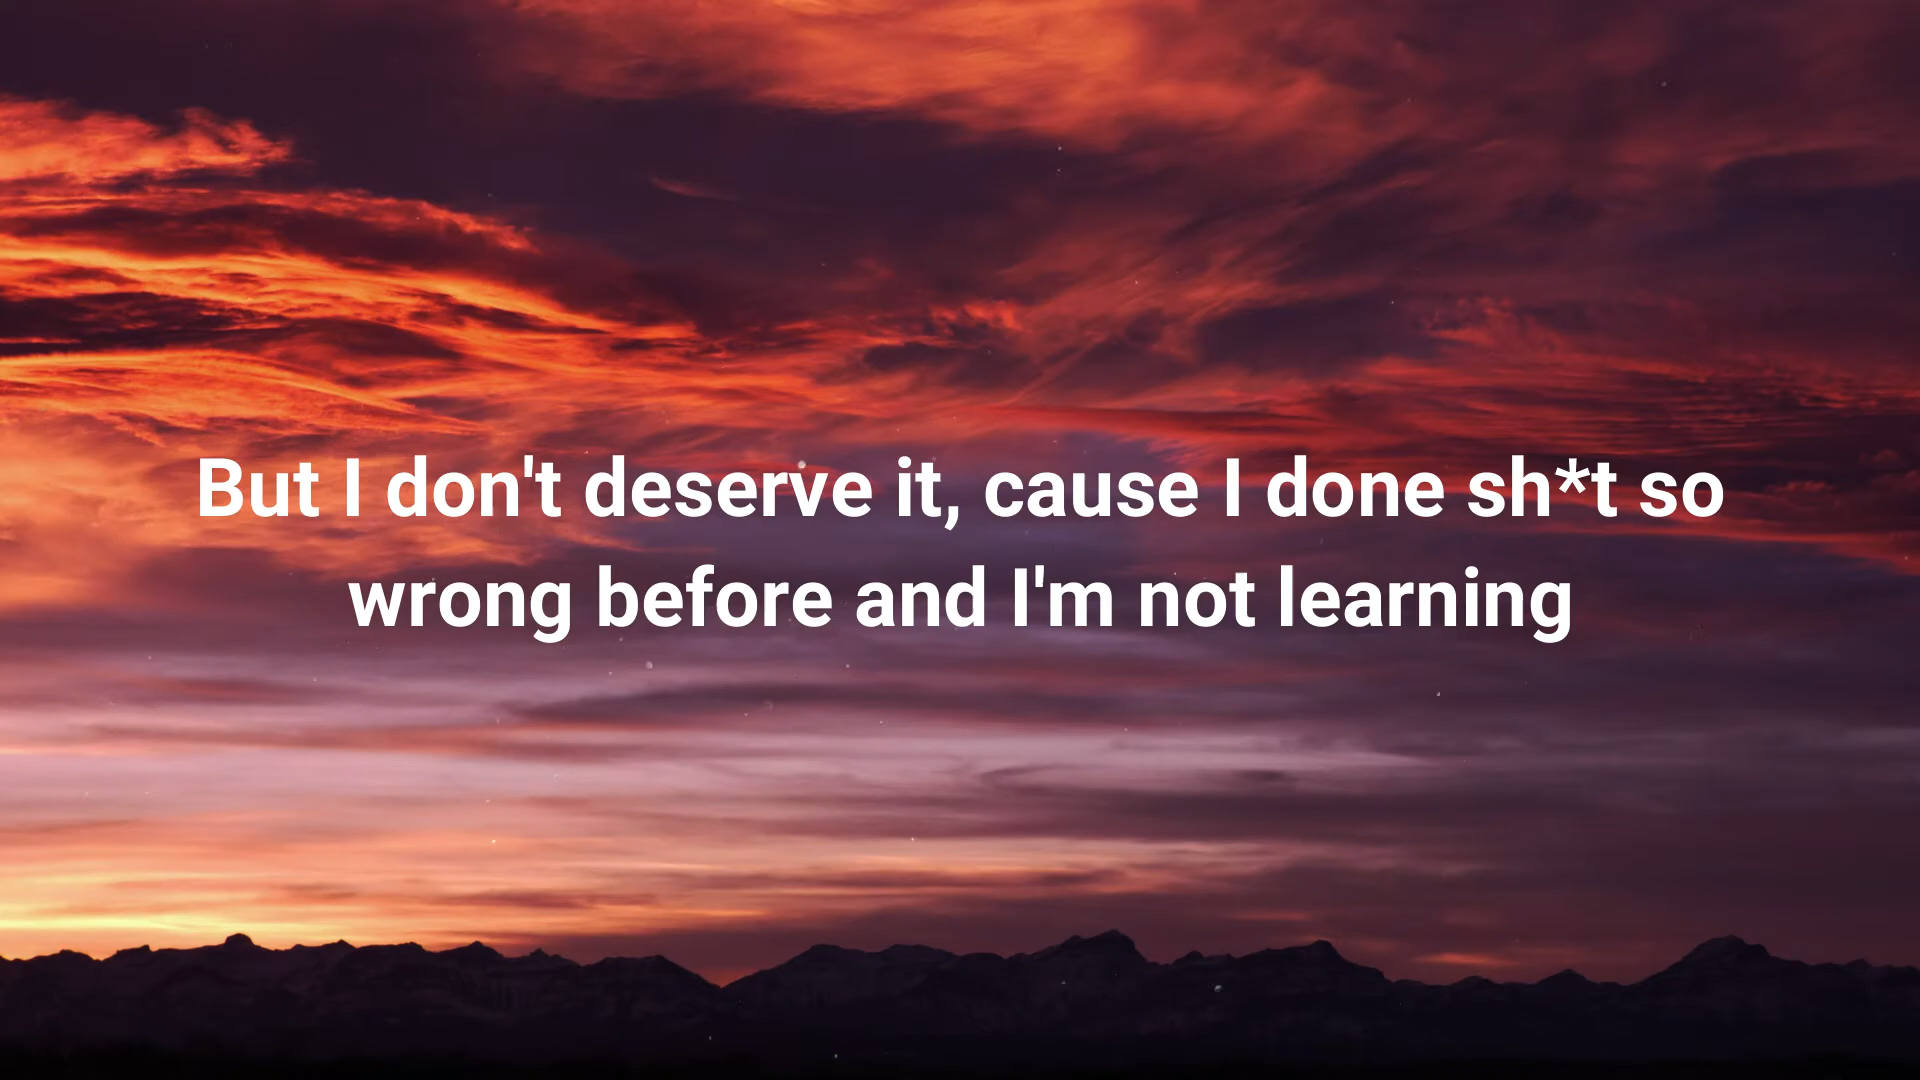 But I don't deserve it, cause I done sh*t so
wrong before and I'm not learning